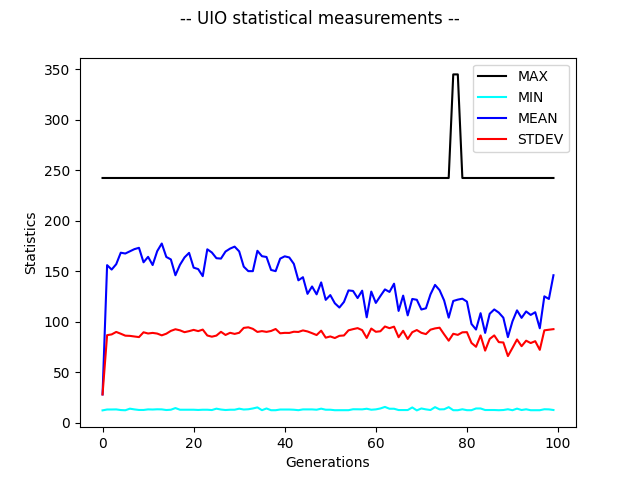 -- UIO statistical measurements --
MAX
MIN
MEAN
STDEV
350
300
250
200
150
100
50
0
Statistics
0 20 40 60 80 100
Generations